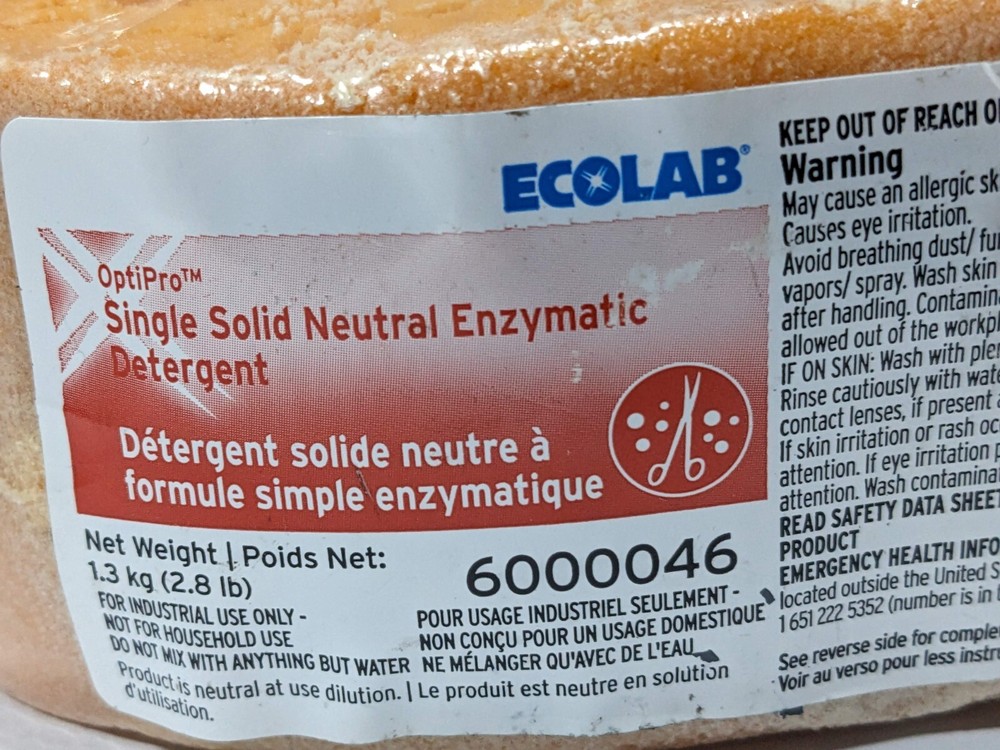 ECOLAB®
OptiPro™
Single Solid Neutral Enzymatic
Detergent
Détergent solide neutre à
formule simple enzymatique
Net Weight | Poids Net:
1.3 kg (2.8 lb)
6000046
FOR INDUSTRIAL USE ONLY -
NOT FOR HOUSEHOLD USE
DO NOT MIX WITH ANYTHING BUT WATER
POUR USAGE INDUSTRIEL SEULEMENT -
NON CONÇU POUR UN USAGE DOMESTIQUE
NE MÉLANGER QU'AVEC DE L'EAU
Product is neutral at use dilution. | Le produit est neutre en solution
d'utilisation.
KEEP OUT OF REACH
Warning
May cause an allergic
Causes eye irritation.
Avoid breathing dust/
vapors/ spray. Wash skin
after handling.
allowed out of the
IF ON SKIN: Wash with
Rinse cautiously with
contact lenses, if present
If skin irritation or rash
attention. If eye irritation
attention. Wash
READ SAFETY DATA
PRODUCT
EMERGENCY HEALTH
located outside the United
1 651 222 5352 (number is in
See reverse side for
Voir au verso pour less